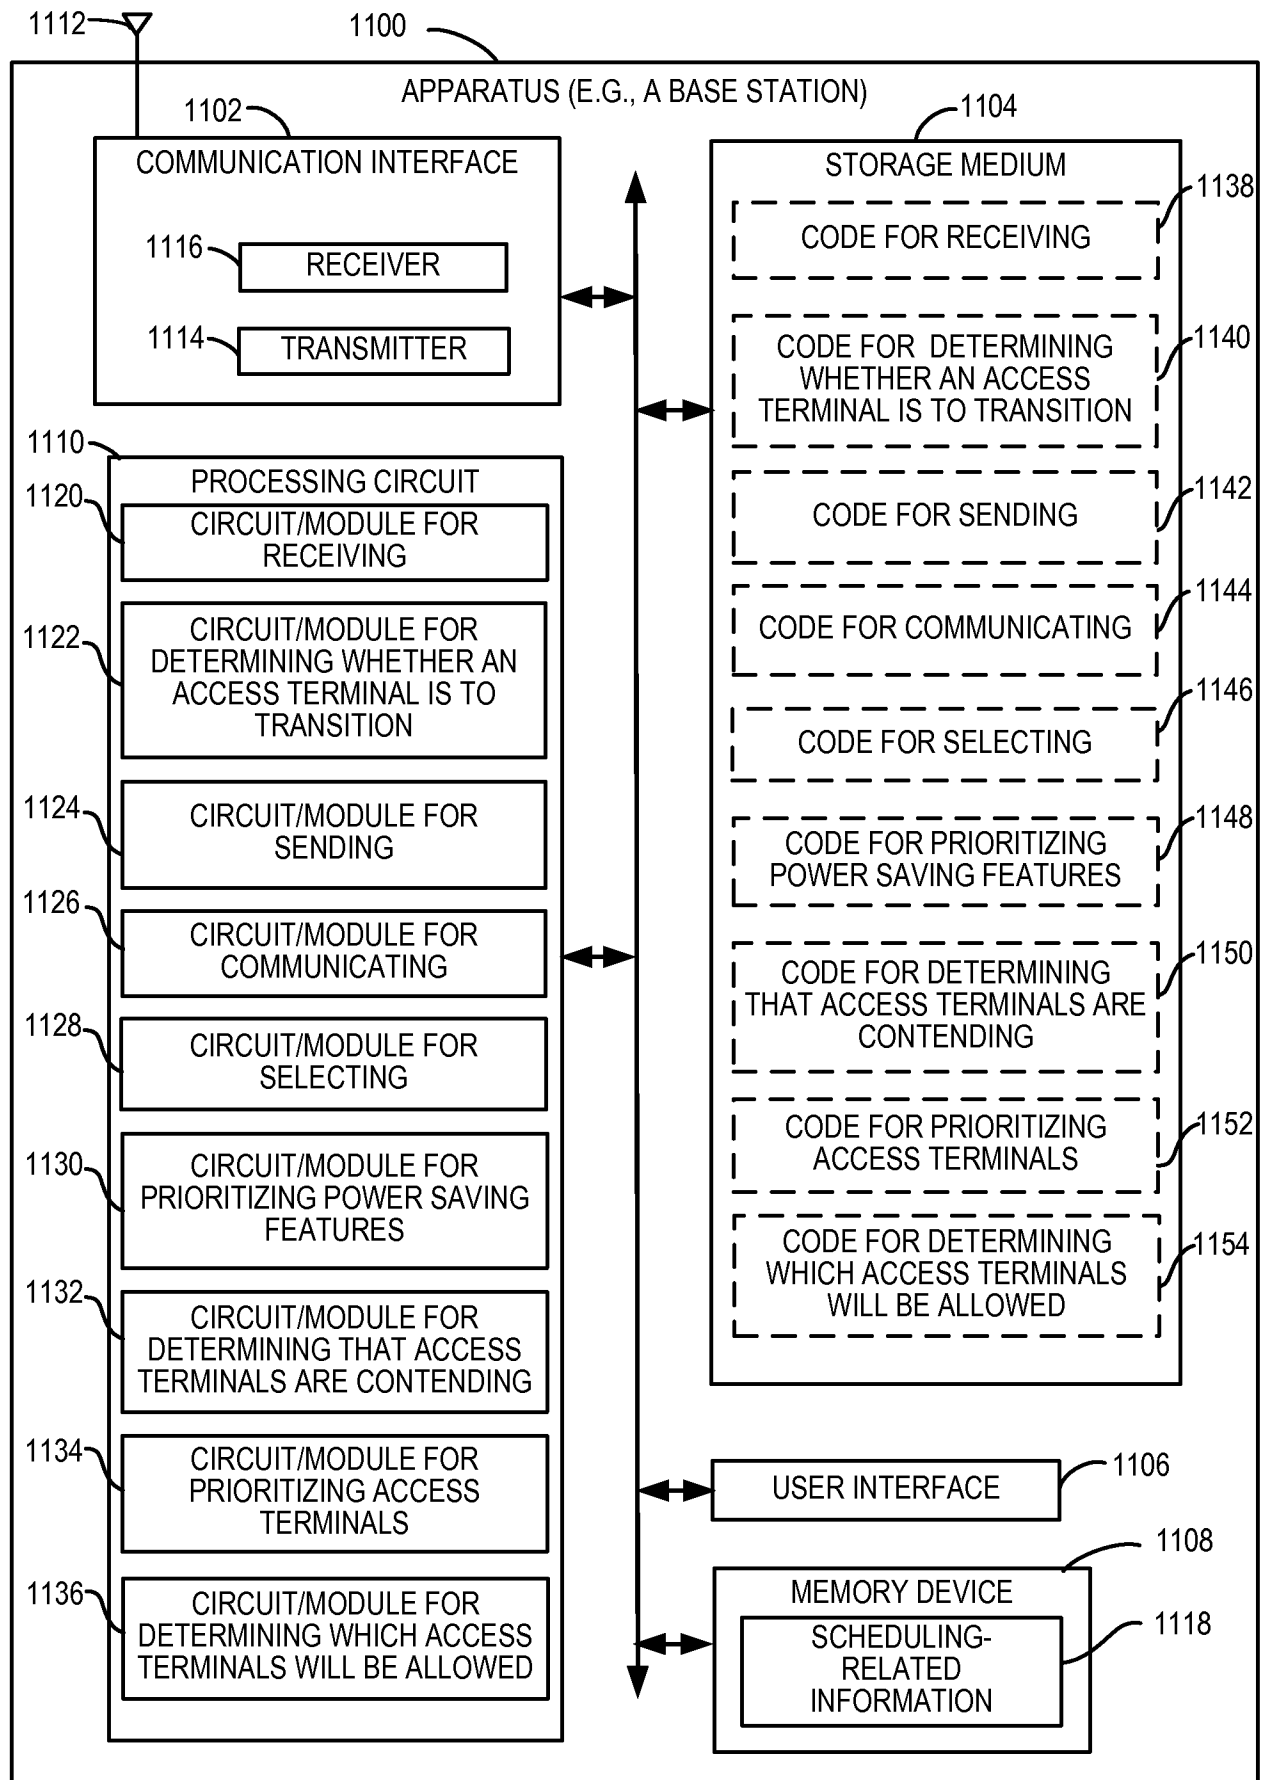 1112
1100
APPARATUS (E.G., A BASE STATION)
1102
COMMUNICATION INTERFACE
1116
RECEIVER
1114
TRANSMITTER
1110
PROCESSING CIRCUIT
1120
CIRCUIT/MODULE FOR
RECEIVING
1122
CIRCUIT/MODULE FOR
DETERMINING WHETHER AN
ACCESS TERMINAL IS TO
TRANSITION
1124
CIRCUIT/MODULE FOR
SENDING
1126
CIRCUIT/MODULE FOR
COMMUNICATING
1128
CIRCUIT/MODULE FOR
SELECTING
1130
CIRCUIT/MODULE FOR
PRIORITIZING POWER SAVING
FEATURES
1132
CIRCUIT/MODULE FOR
DETERMINING THAT ACCESS
TERMINALS ARE CONTENDING
1134
CIRCUIT/MODULE FOR
PRIORITIZING ACCESS
TERMINALS
1136
CIRCUIT/MODULE FOR
DETERMINING WHICH ACCESS
TERMINALS WILL BE ALLOWED
1104
STORAGE MEDIUM
1138
CODE FOR RECEIVING
1140
CODE FOR DETERMINING
WHETHER AN ACCESS
TERMINAL IS TO TRANSITION
1142
CODE FOR SENDING
1144
CODE FOR COMMUNICATING
1146
CODE FOR SELECTING
1148
CODE FOR PRIORITIZING
POWER SAVING FEATURES
1150
CODE FOR DETERMINING
THAT ACCESS TERMINALS ARE
CONTENDING
1152
CODE FOR PRIORITIZING
ACCESS TERMINALS
1154
CODE FOR DETERMINING
WHICH ACCESS TERMINALS
WILL BE ALLOWED
1106
USER INTERFACE
1108
MEMORY DEVICE
1118
SCHEDULING-
RELATED
INFORMATION